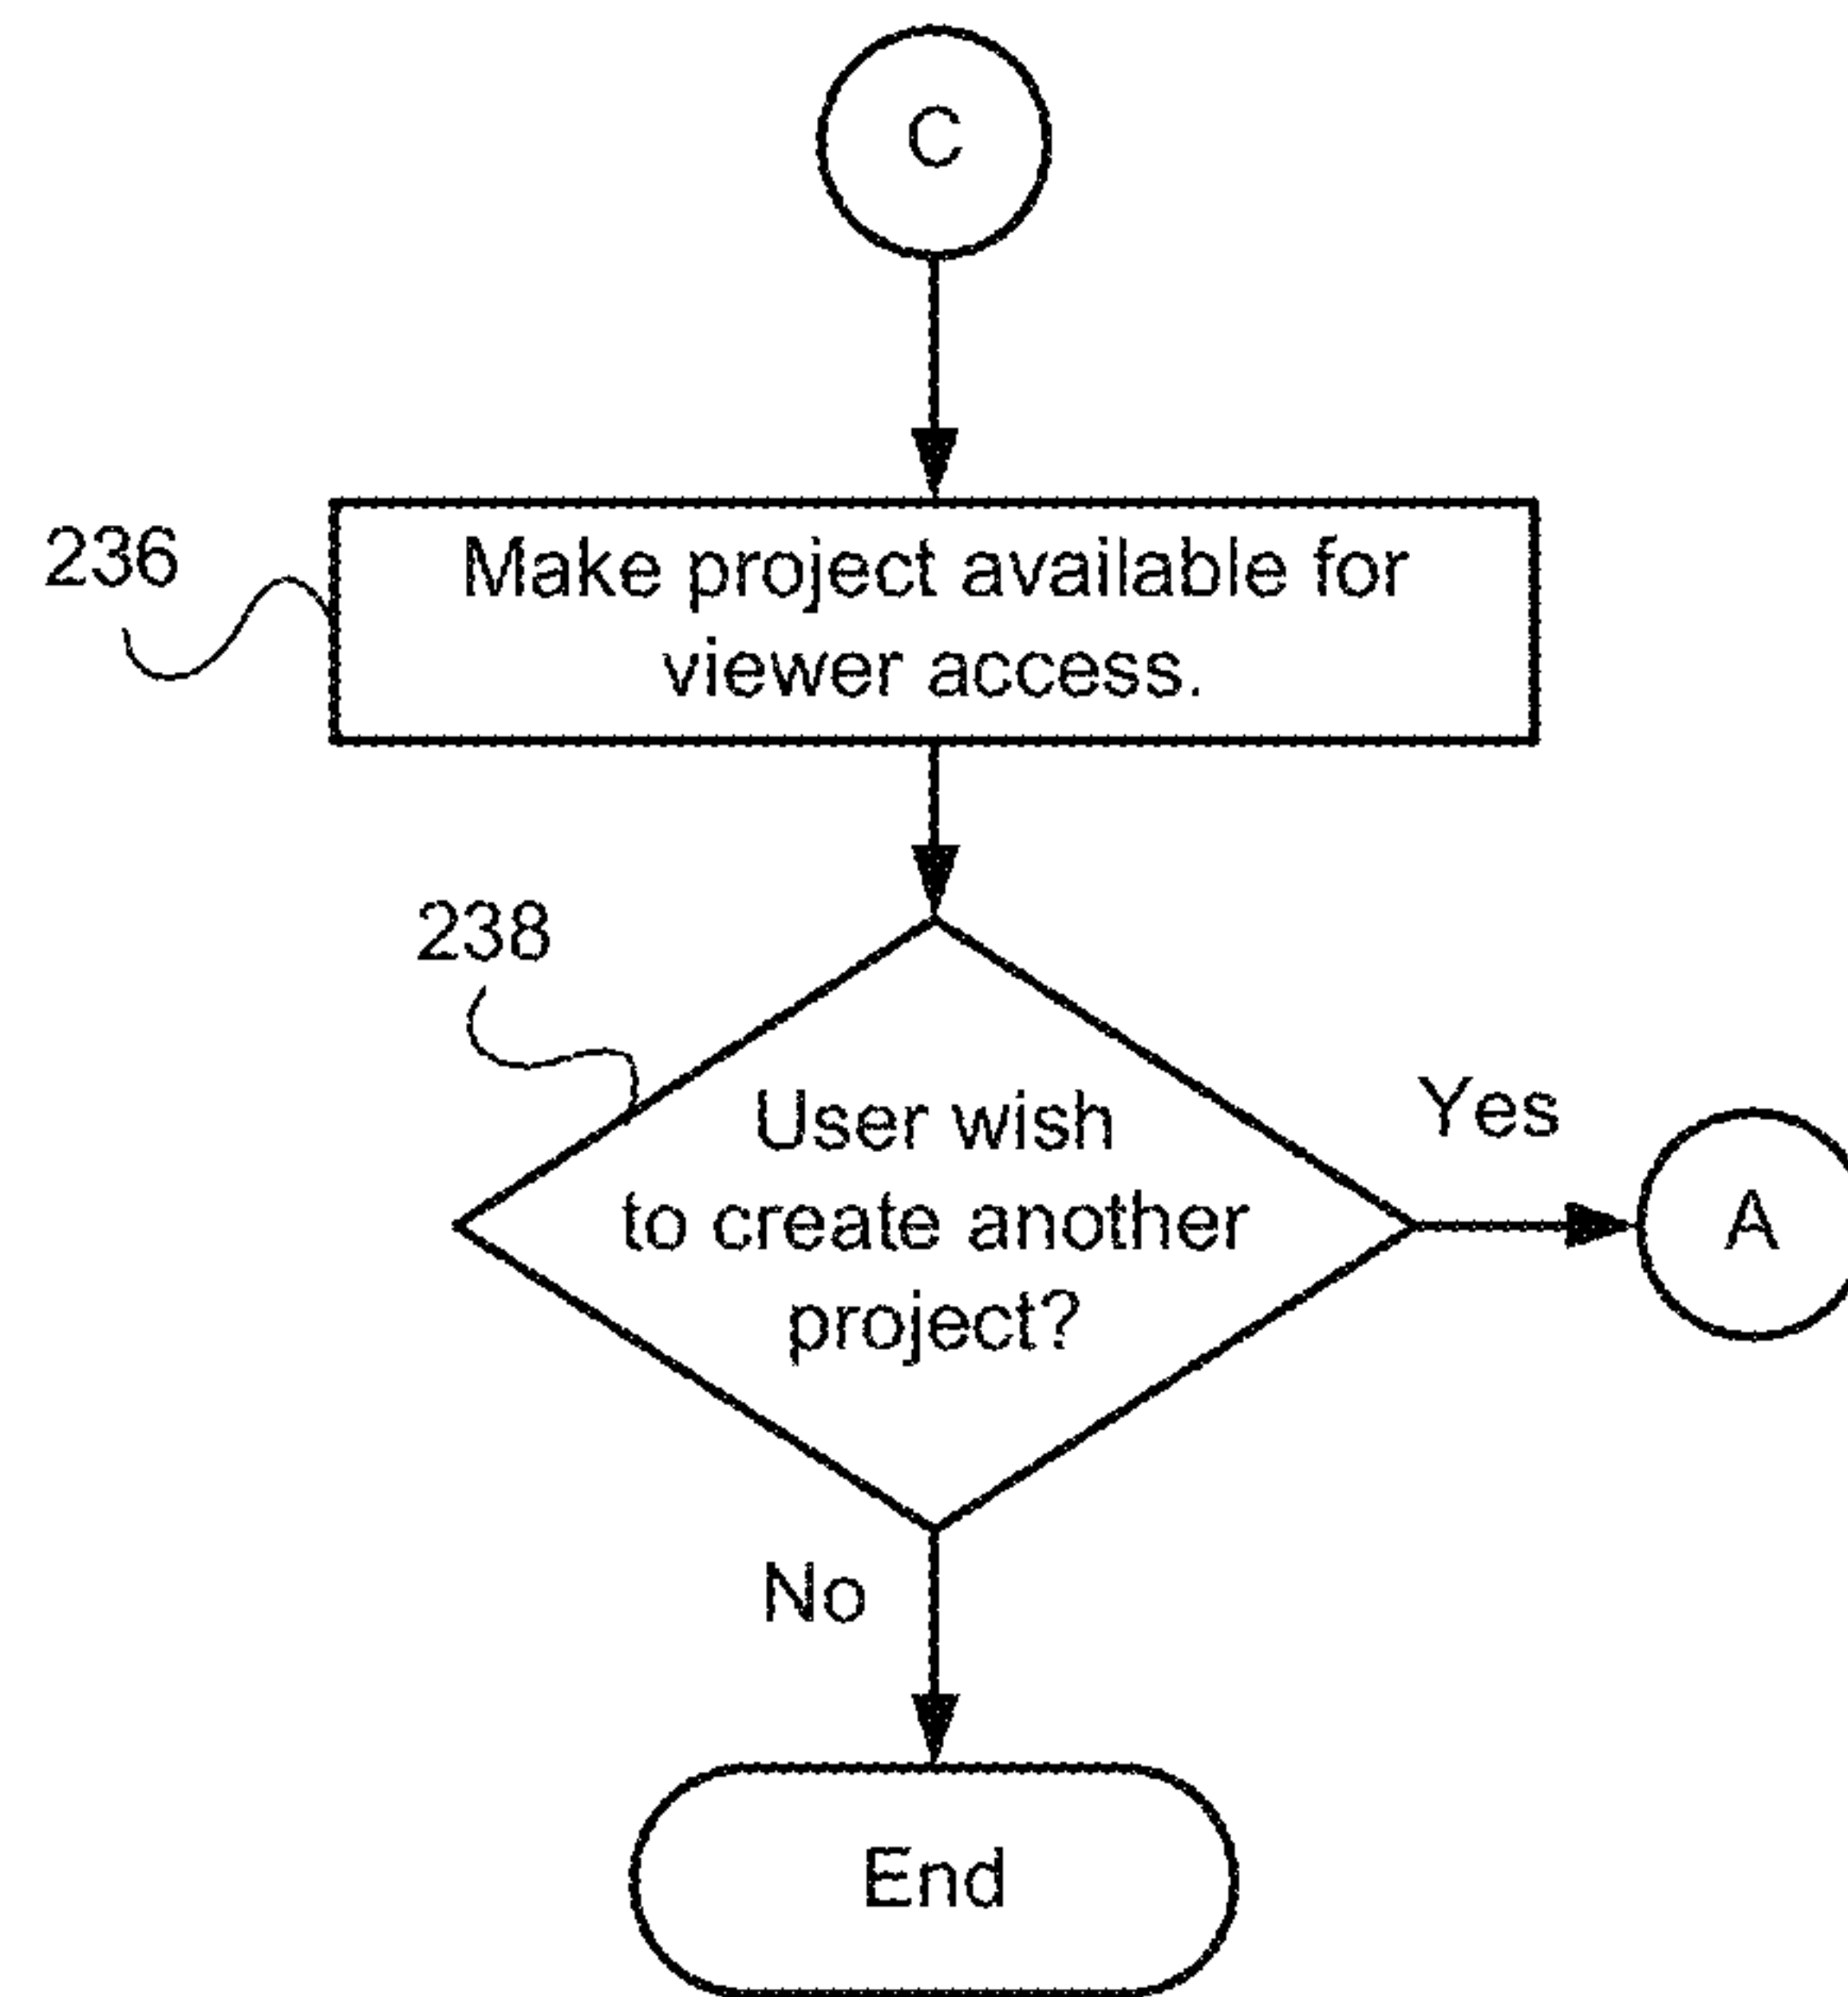 C
236
Make project available for
viewer access.
238
User wish
to create another
project?
Yes
A
No
End